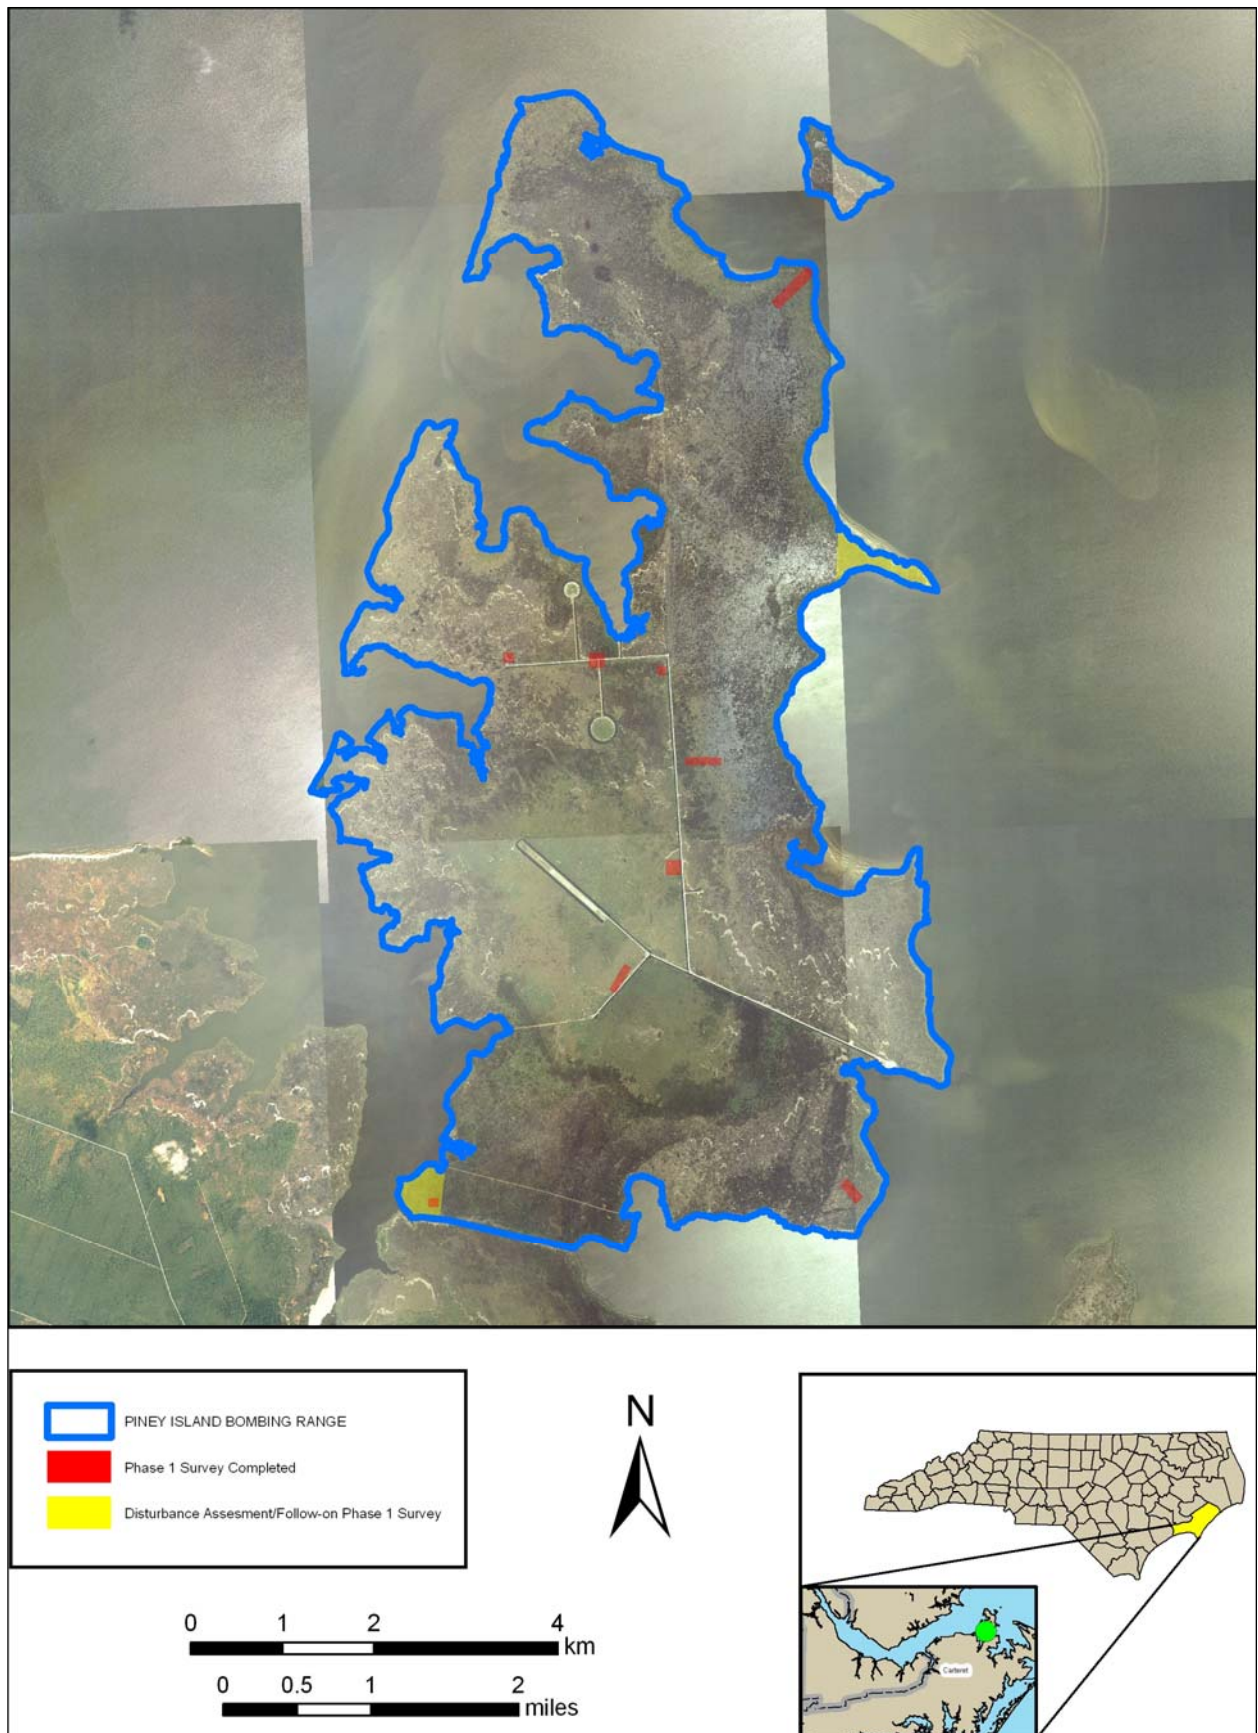 PINEY ISLAND BOMBING RANGE
Phase 1 Survey Completed
Disturbance Assesment/Follow-on Phase 1 Survey
N
0 1 2 4 km
0 0.5 1 2 miles
Carteret